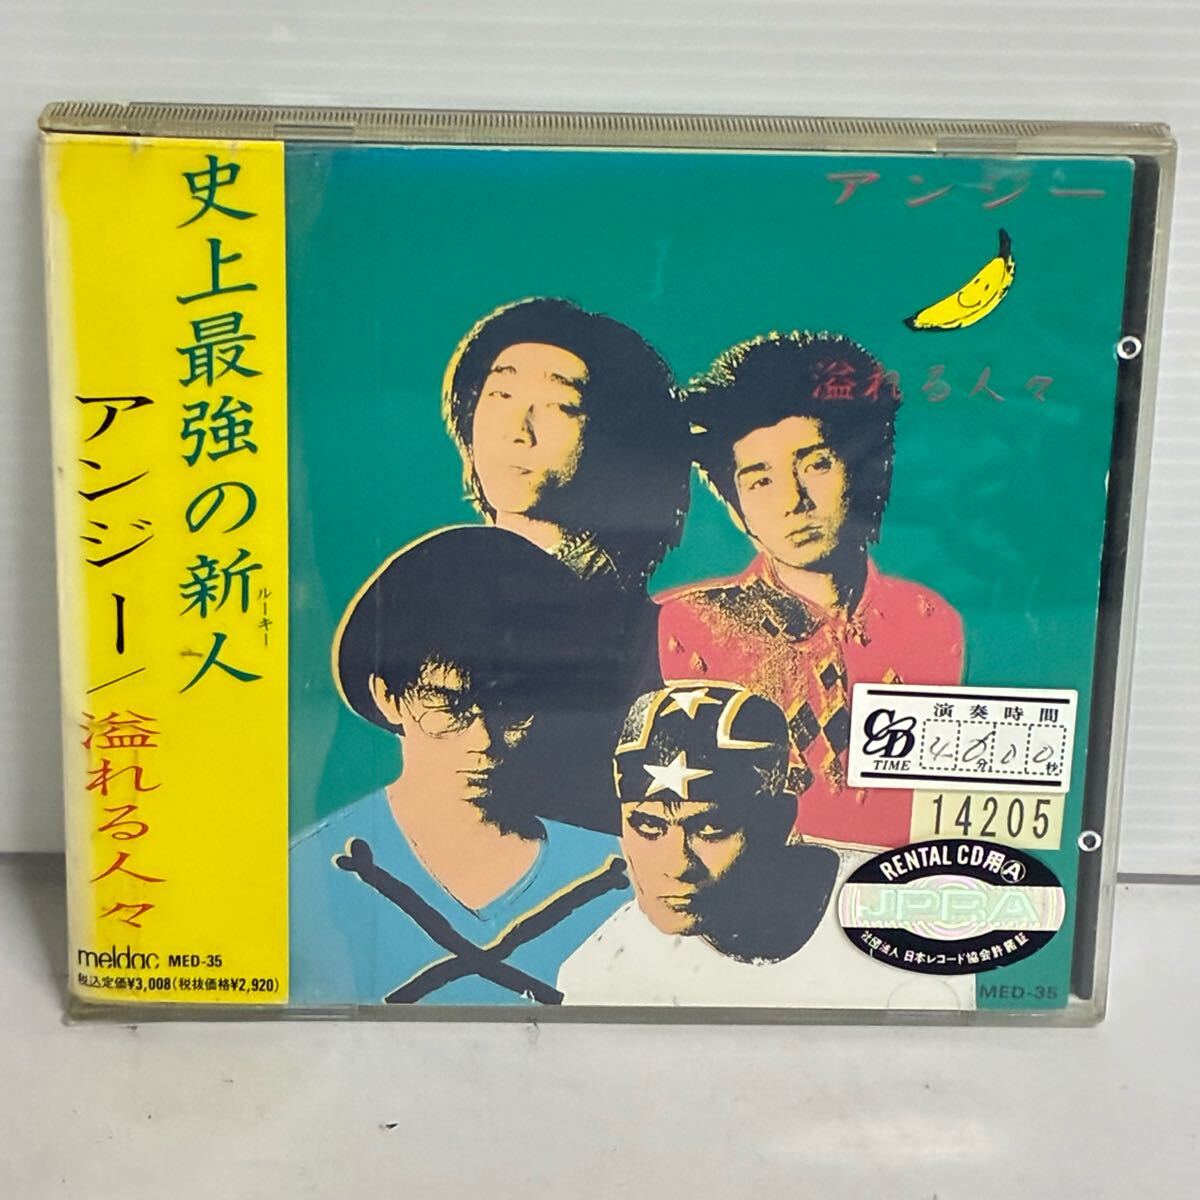 史上最強の新人
ルーキー
アンジー/溢れる人々
meldac MED-35
税込定価¥3,008(税抜価格¥2,920)
アンジー
溢れる人々
CD
TIME
演奏時間
分
秒
14205
RENTAL CD用Ⓐ
JPRA
社団法人 日本レコード協会許諾証
MED-35